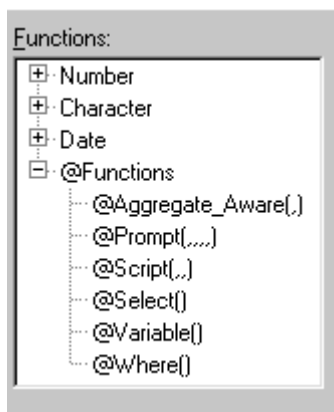 Functions:
Number
Character
Date
@Functions
@Aggregate_Aware(,)
@Prompt(,,,,)
@Script(,,)
@Select()
@Variable()
@Where()